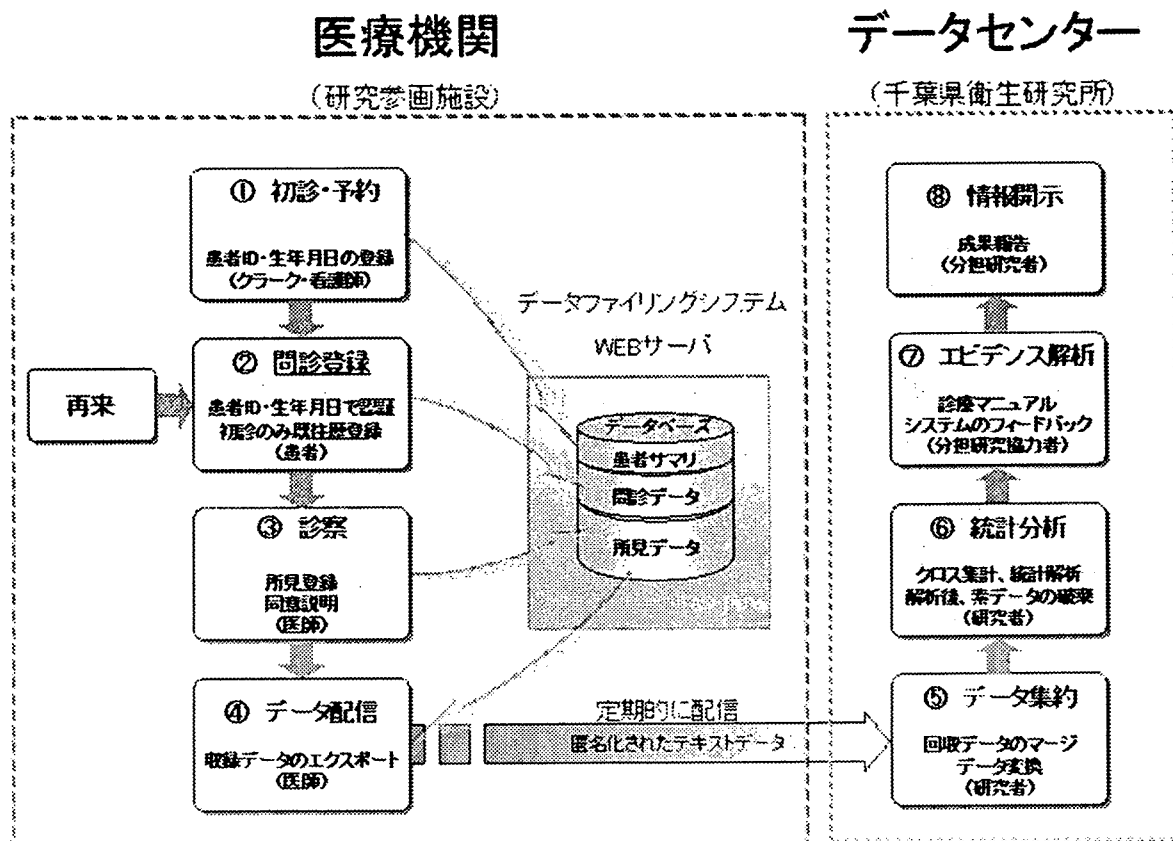 医療機関
(研究参画施設)
① 初診・予約
患者ID・生年月日の登録
(クラーク・看護師)
再来
② 問診登録
患者ID・生年月日で認証
初診のみ既往歴登録
(患者)
③ 診察
所見登録
同意説明
(医師)
④ データ配信
収録データのエクスポート
(医師)
データファイリングシステム
WEBサーバ
データベーズ
患者サマリ
問診データ
所見データ
定期的に配信
匿名化されたテキストデータ
データセンター
(千葉県衛生研究所)
⑧ 情報開示
成果報告
(分担研究者)
⑦ エビデンス解析
診療マニュアル
システムのフィードバック
(分担研究協力者)
⑥ 統計分析
クロス集計、統計解析
解析後、素データの破棄
(研究者)
⑤ データ集約
回収データのマージ
データ変換
(研究者)